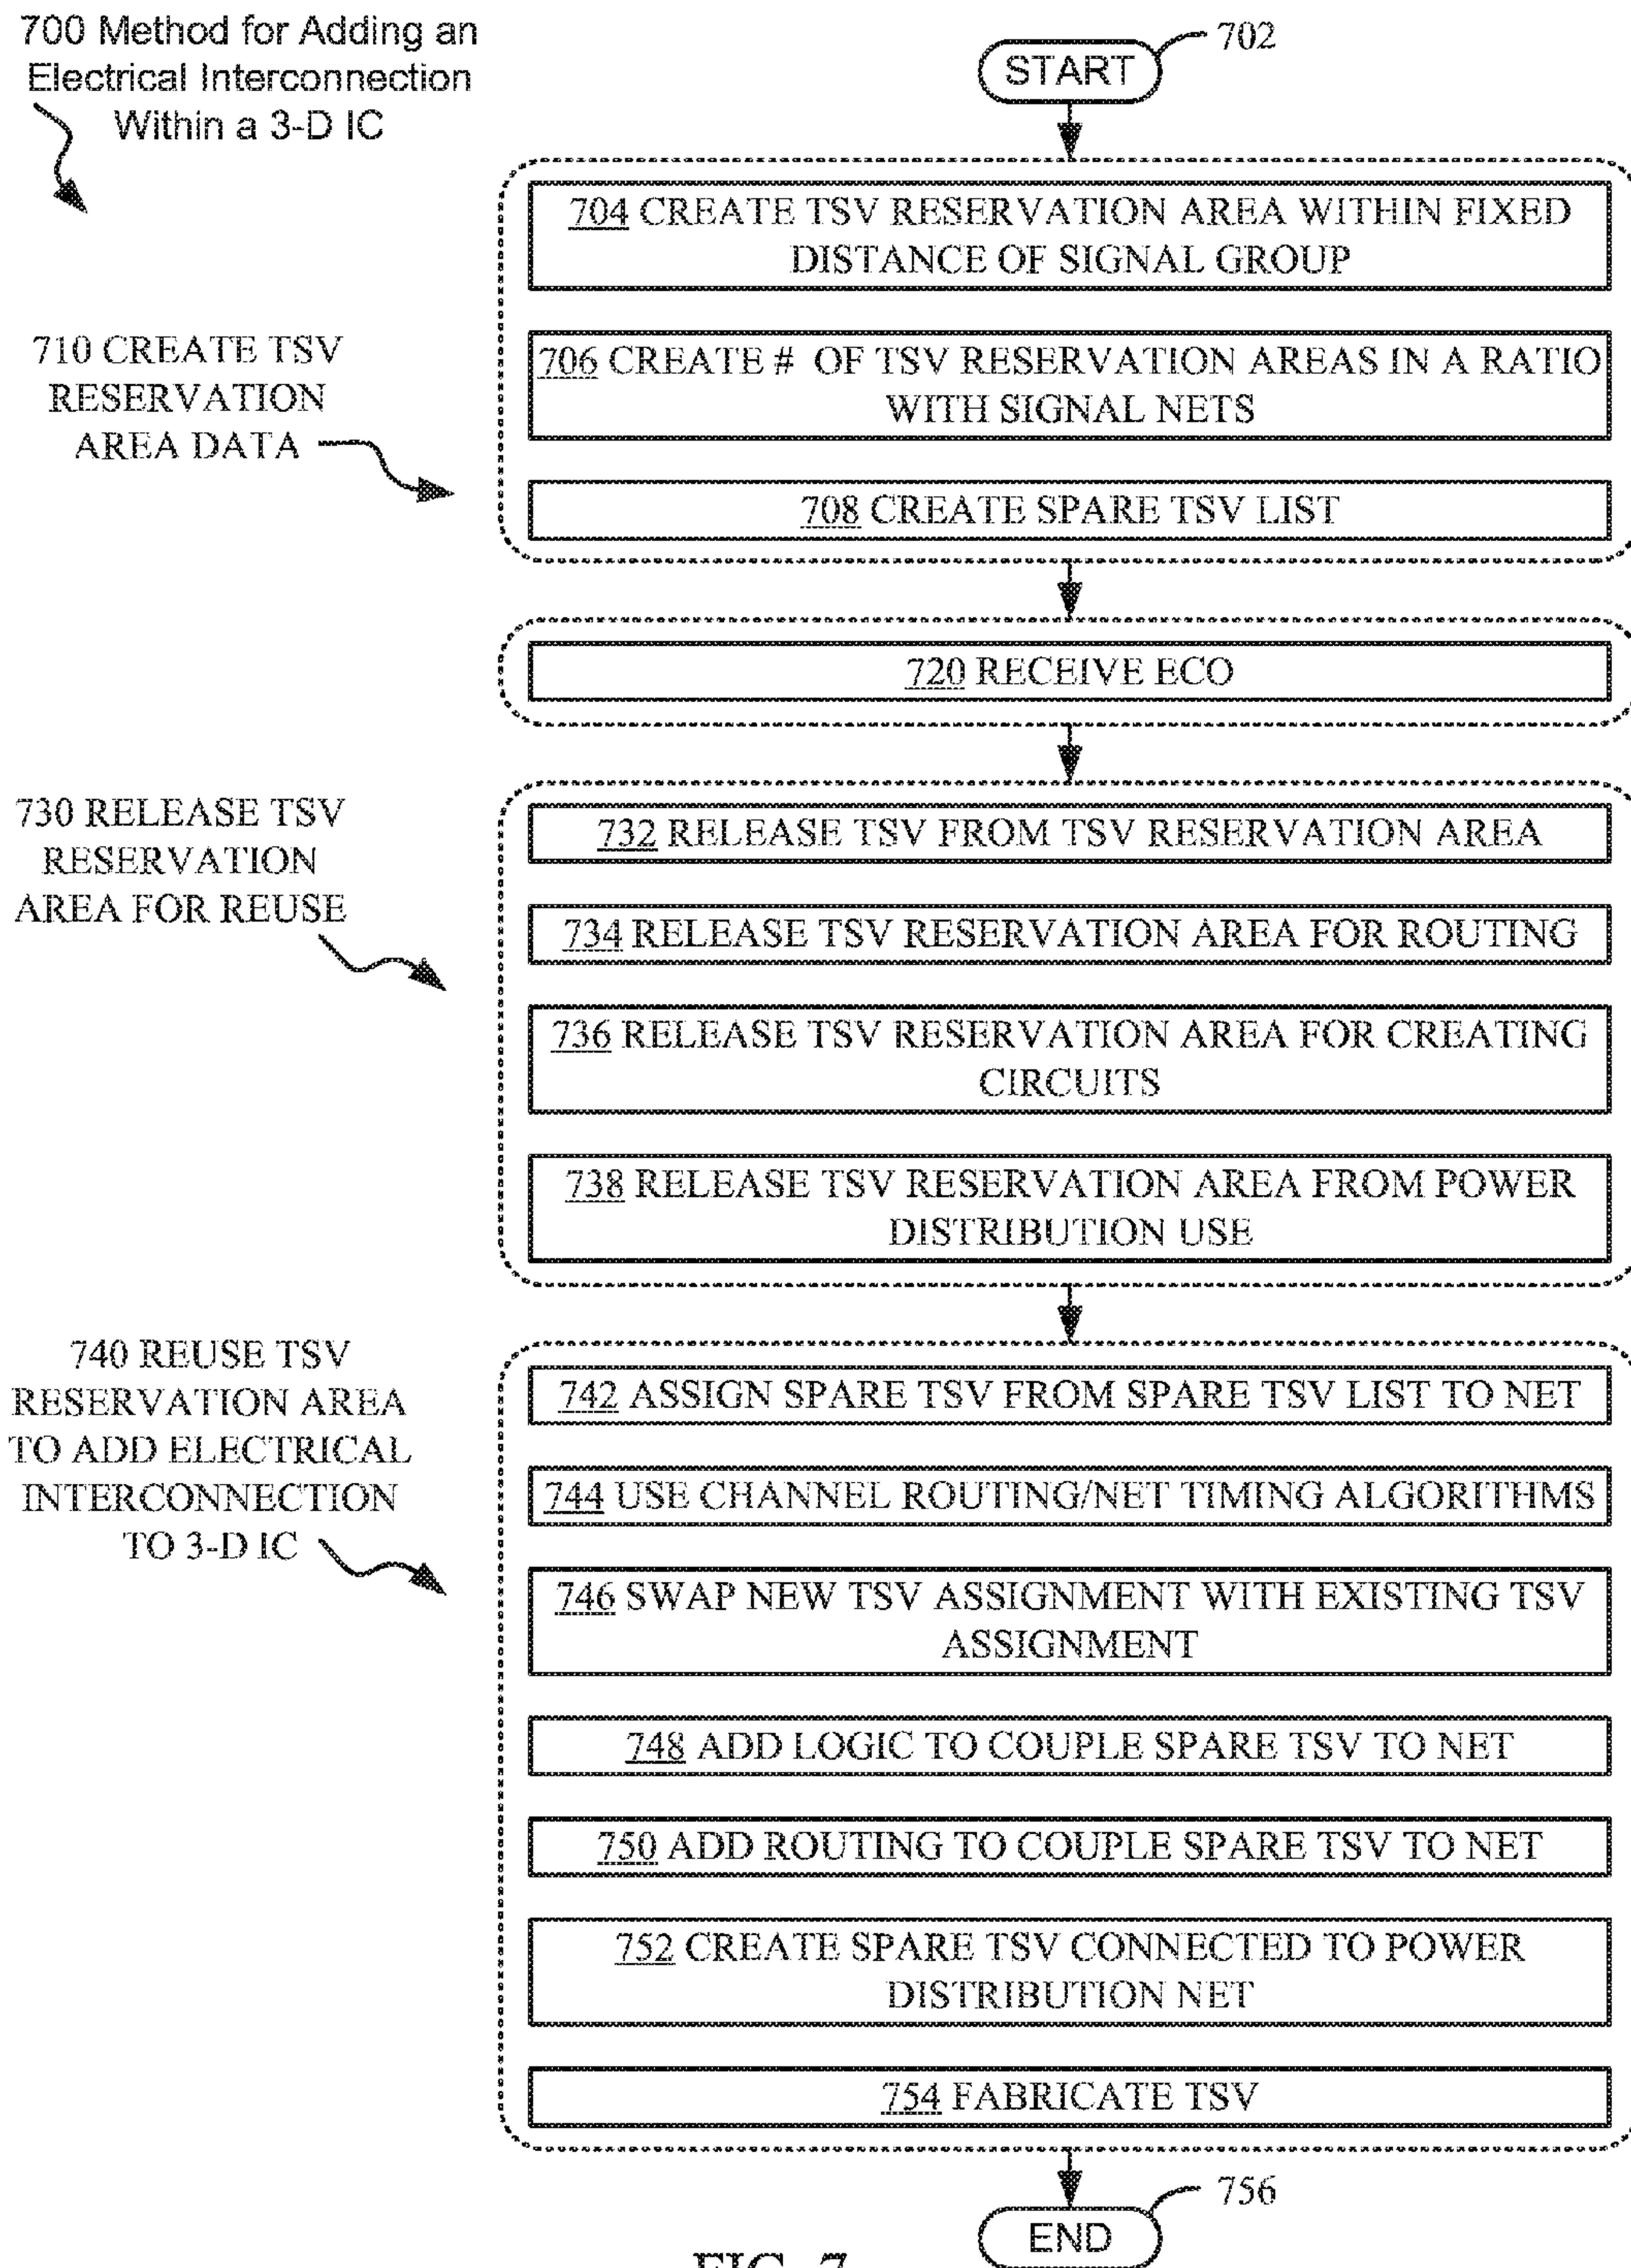 700 Method for Adding an
Electrical Interconnection
Within a 3-D IC
702
START
704 CREATE TSV RESERVATION AREA WITHIN FIXED
DISTANCE OF SIGNAL GROUP
706 CREATE # OF TSV RESERVATION AREAS IN A RATIO
WITH SIGNAL NETS
710 CREATE TSV
RESERVATION
AREA DATA
708 CREATE SPARE TSV LIST
720 RECEIVE ECO
730 RELEASE TSV
RESERVATION
AREA FOR REUSE
732 RELEASE TSV FROM TSV RESERVATION AREA
734 RELEASE TSV RESERVATION AREA FOR ROUTING
736 RELEASE TSV RESERVATION AREA FOR CREATING
CIRCUITS
738 RELEASE TSV RESERVATION AREA FROM POWER
DISTRIBUTION USE
740 REUSE TSV
RESERVATION AREA
TO ADD ELECTRICAL
INTERCONNECTION
TO 3-D IC
742 ASSIGN SPARE TSV FROM SPARE TSV LIST TO NET
744 USE CHANNEL ROUTING/NET TIMING ALGORITHMS
746 SWAP NEW TSV ASSIGNMENT WITH EXISTING TSV
ASSIGNMENT
748 ADD LOGIC TO COUPLE SPARE TSV TO NET
750 ADD ROUTING TO COUPLE SPARE TSV TO NET
752 CREATE SPARE TSV CONNECTED TO POWER
DISTRIBUTION NET
754 FABRICATE TSV
756
END
FIG. 7